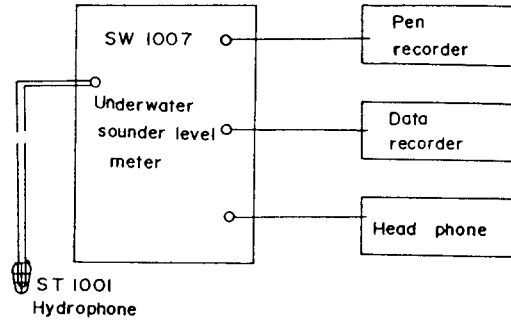 SW 1007
Underwater
sounder level
meter
Pen
recorder
Data
recorder
Head phone
ST 1001
Hydrophone